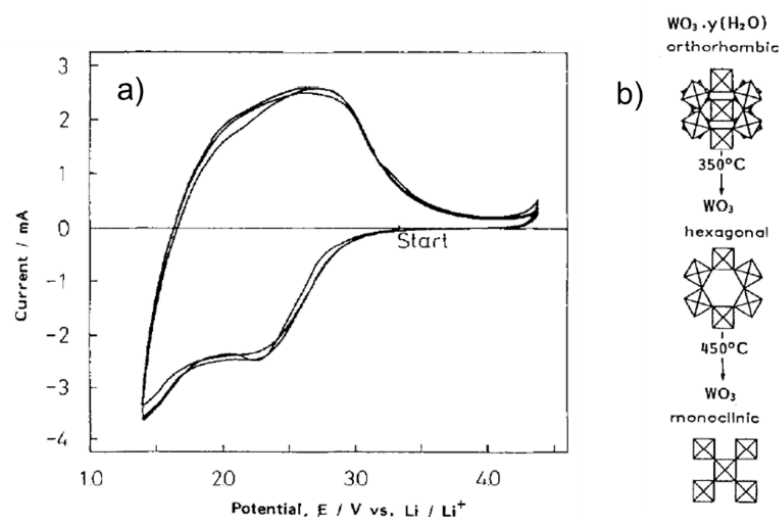 a)
3
2
1
0
-1
-2
-3
-4
Current / mA
Start
1.0 2.0 3.0 4.0
Potential, E / V vs. Li / Li⁺
b)
WO₃.y(H₂O)
orthorhombic
350°C
WO₃
hexagonal
450°C
WO₃
monoclinic